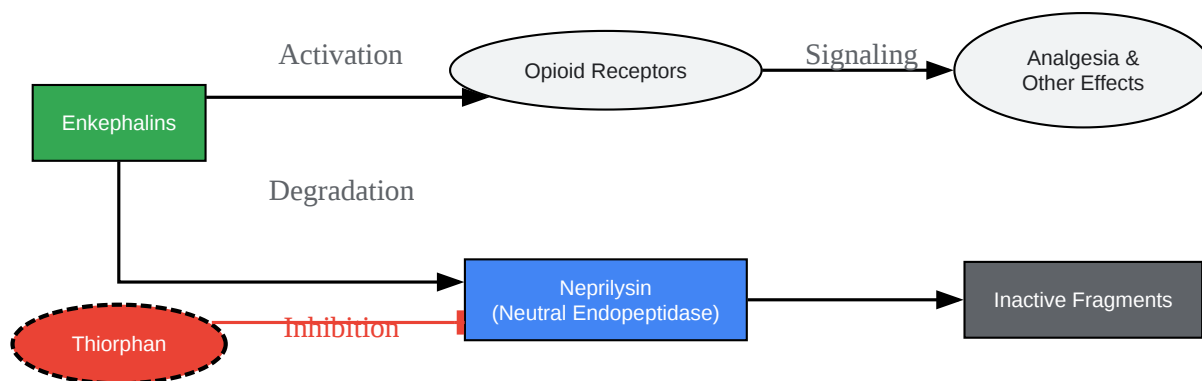 Activation
Opioid Receptors
Signaling
Analgesia &
Other Effects
Enkephalins
Degradation
Neprilysin
(Neutral Endopeptidase)
Inactive Fragments
Inhibition
Thiorphan